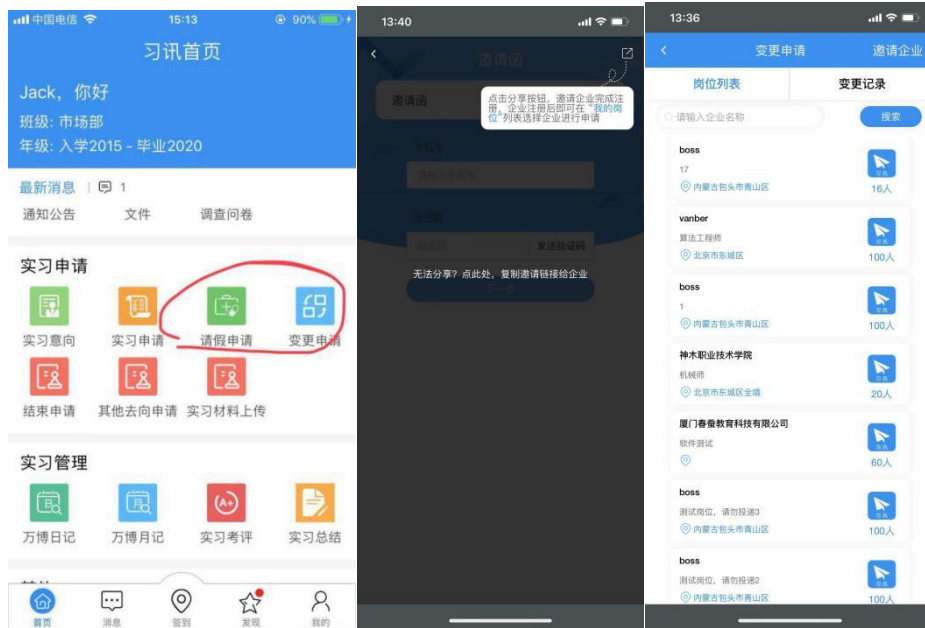 中国电信
15:13
90%
习讯首页
Jack，你好
班级: 市场部
年级: 入学2015 - 毕业2020
最新消息 | 1
通知公告 文件 调查问卷
实习申请
实习意向 实习申请 请假申请 变更申请
结束申请 其他去向申请 实习材料上传
实习管理
万博日记 万博月记 实习考评 实习总结
首页 消息 签到 发现 我的
13:40
邀请函
邀请函
点击分享按钮，邀请企业完成注
册。企业注册后即可在“我的岗
位”列表选择企业进行申请
手机号
请输入手机号
验证码
验证码 发送验证码
无法分享？点此处，复制邀请链接给企业
下一步
13:36
变更申请 邀请企业
岗位列表 变更记录
请输入企业名称 搜索
boss
17
内蒙古包头市青山区 16人
vanber
算法工程师
北京市东城区 100人
boss
1
内蒙古包头市青山区 100人
神木职业技术学院
机械师
北京市东城区全境 20人
厦门春蚕教育科技有限公司
软件测试
60人
boss
测试岗位，请勿投递3
内蒙古包头市青山区 100人
boss
测试岗位，请勿投递2
内蒙古包头市青山区 100人